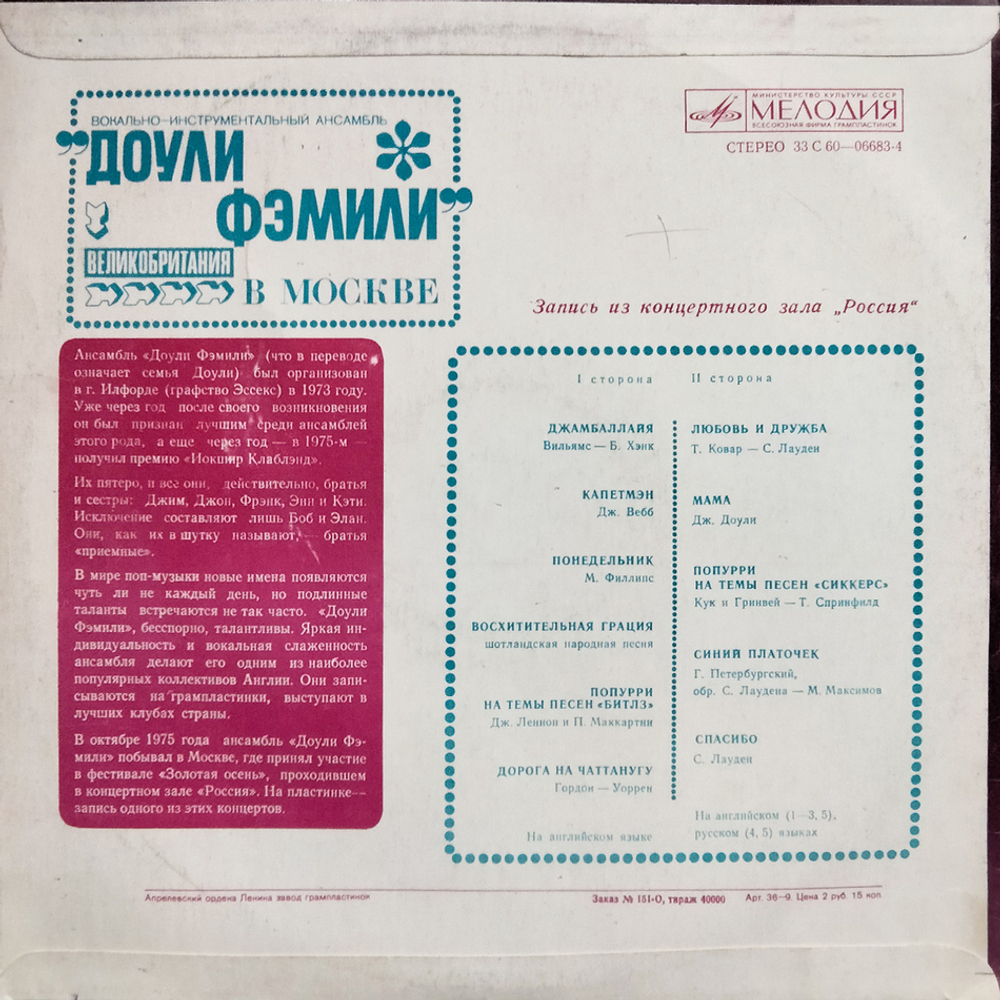 ВОКАЛЬНО-ИНСТРУМЕНТАЛЬНЫЙ АНСАМБЛЬ
„ДОУЛИ
ФЭМИЛИ”
ВЕЛИКОБРИТАНИЯ
В МОСКВЕ
МИНИСТЕРСТВО КУЛЬТУРЫ СССР
МЕЛОДИЯ
ВСЕСОЮЗНАЯ ФИРМА ГРАМПЛАСТИНОК
СТЕРЕО 33 С 60—06683-4
Запись из концертного зала „Россия“
Ансамбль «Доули Фэмили» (что в переводе
означает семья Доули) был организован
в г. Илфорде (графство Эссекс) в 1973 году.
Уже через год после своего возникновения
он был признан лучшим среди ансамблей
этого рода, а еще через год — в 1975-м —
получил премию «Иокшир Клаблэнд».
Их пятеро, и все они, действительно, братья
и сестры: Джим, Джон, Фрэнк, Энн и Кэти.
Исключение составляют лишь Боб и Элан.
Они, как их в шутку называют, — братья
«приемные».
В мире поп-музыки новые имена появляются
чуть ли не каждый день, но подлинные
таланты встречаются не так часто. «Доули
Фэмили», бесспорно, талантливы. Яркая ин-
дивидуальность и вокальная слаженность
ансамбля делают его одним из наиболее
популярных коллективов Англии. Они запи-
сываются на грампластинки, выступают в
лучших клубах страны.
В октябре 1975 года ансамбль «Доули Фэ-
мили» побывал в Москве, где принял участие
в фестивале «Золотая осень», проходившем
в концертном зале «Россия». На пластинке—
запись одного из этих концертов.
I сторона
ДЖАМБАЛЛАЙЯ
Вильямс — Б. Хэнк
КАПЕТМЭН
Дж. Вебб
ПОНЕДЕЛЬНИК
М. Филлипс
ВОСХИТИТЕЛЬНАЯ ГРАЦИЯ
шотландская народная песня
ПОПУРРИ
НА ТЕМЫ ПЕСЕН «БИТЛЗ»
Дж. Леннон и П. Маккартни
ДОРОГА НА ЧАТТАНУГУ
Гордон — Уоррен
На английском языке
II сторона
ЛЮБОВЬ И ДРУЖБА
Т. Ковар — С. Лауден
МАМА
Дж. Доули
ПОПУРРИ
НА ТЕМЫ ПЕСЕН «СИККЕРС»
Кук и Гринвей — Т. Спринфилд
СИНИЙ ПЛАТОЧЕК
Г. Петербургский,
обр. С. Лаудена — М. Максимов
СПАСИБО
С. Лауден
На английском (1—3, 5),
русском (4, 5) языках
Апрелевский ордена Ленина завод грампластинок
Заказ № 151-О, тираж 40000
Арт. 36—9. Цена 2 руб. 15 коп.